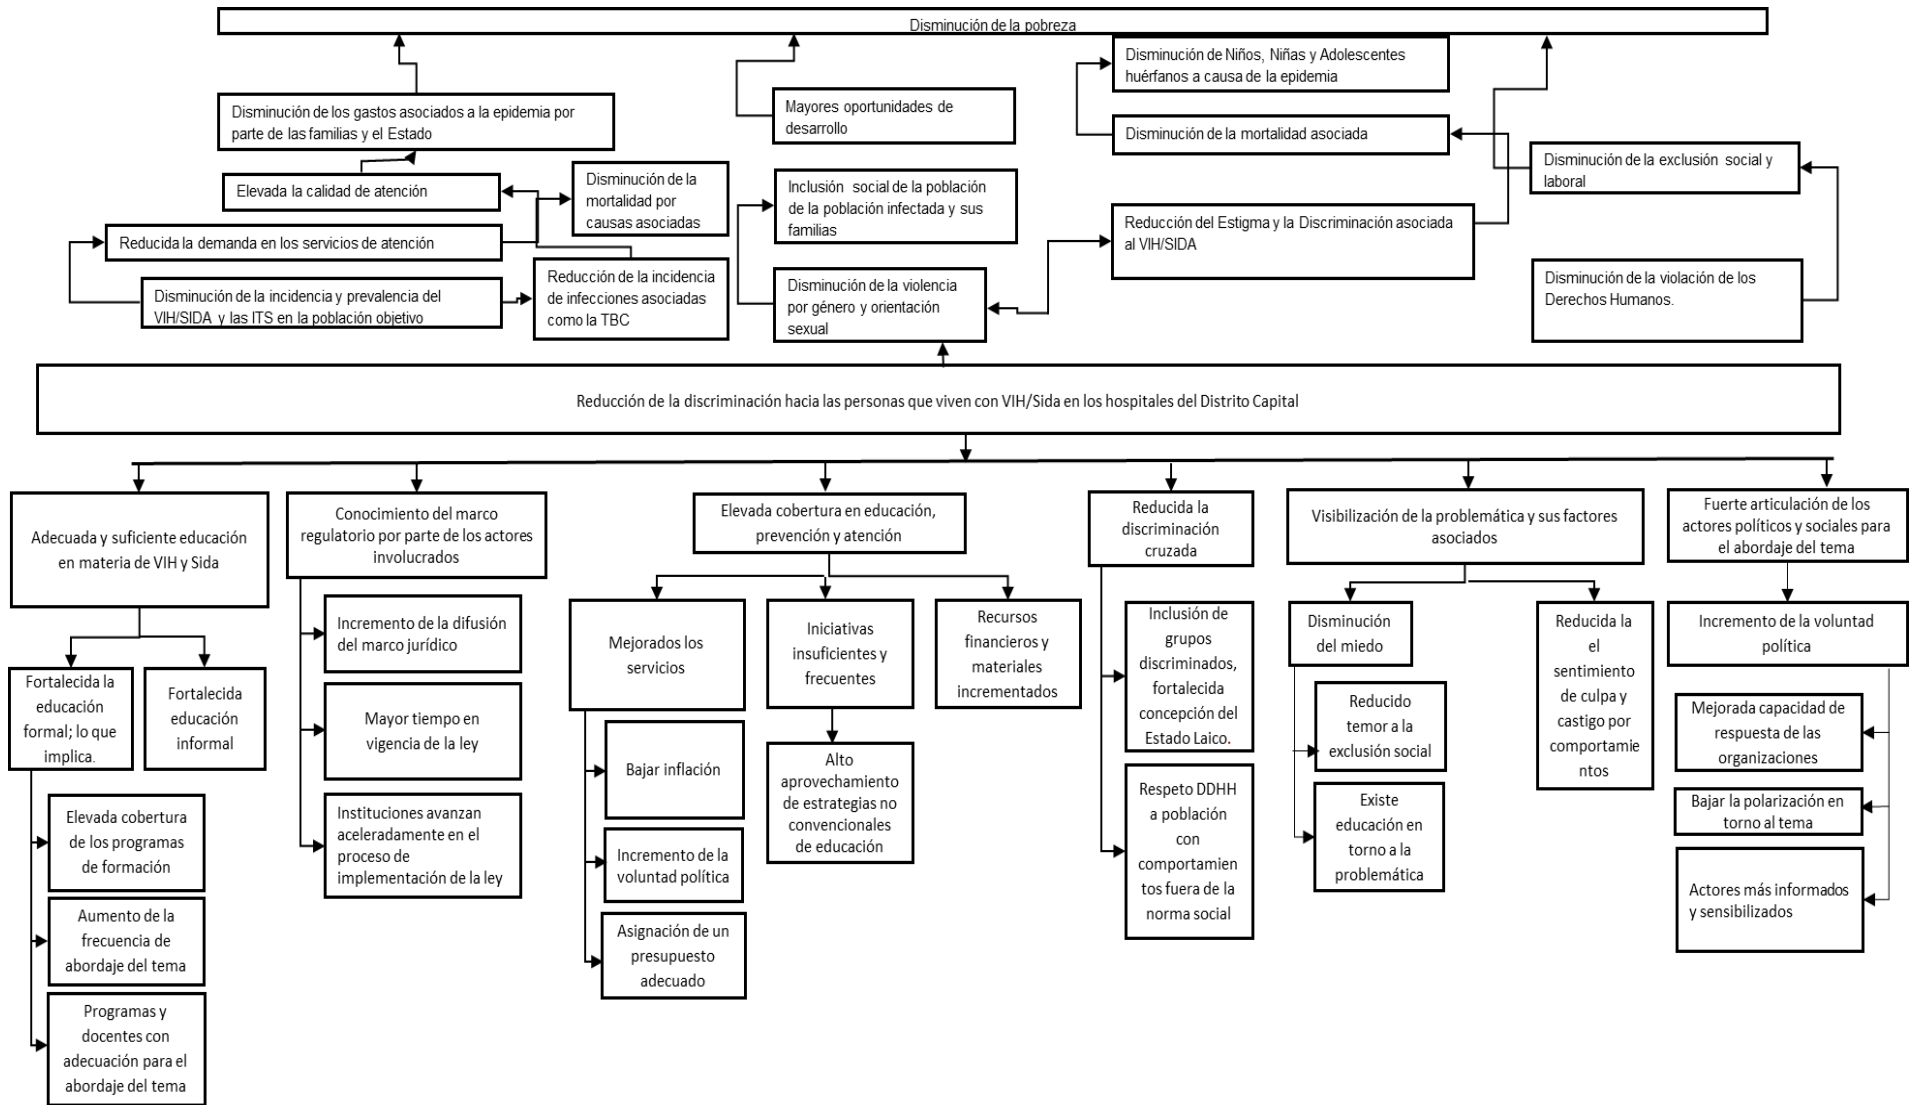 Disminución de la pobreza
Disminución de Niños, Niñas y Adolescentes
huérfanos a causa de la epidemia
Disminución de los gastos asociados a la epidemia por
parte de las familias y el Estado
Mayores oportunidades de
desarrollo
Disminución de la mortalidad asociada
Disminución de la exclusión social y
laboral
Elevada la calidad de atención
Disminución de la
mortalidad por
causas asociadas
Inclusión social de la población
de la población infectada y sus
familias
Reducida la demanda en los servicios de atención
Reducción del Estigma y la Discriminación asociada
al VIH/SIDA
Disminución de la incidencia y prevalencia del
VIH/SIDA y las ITS en la población objetivo
Reducción de la incidencia
de infecciones asociadas
como la TBC
Disminución de la violencia
por género y orientación
sexual
Disminución de la violación de los
Derechos Humanos.
Reducción de la discriminación hacia las personas que viven con VIH/Sida en los hospitales del Distrito Capital
Adecuada y suficiente educación
en materia de VIH y Sida
Conocimiento del marco
regulatorio por parte de los actores
involucrados
Elevada cobertura en educación,
prevención y atención
Reducida la
discriminación
cruzada
Visibilización de la problemática y sus factores
asociados
Fuerte articulación de los
actores políticos y sociales para
el abordaje del tema
Fortalecida la
educación
formal; lo que
implica.
Fortalecida
educación
informal
Elevada cobertura
de los programas
de formación
Aumento de la
frecuencia de
abordaje del tema
Programas y
docentes con
adecuación para el
abordaje del tema
Incremento de la difusión
del marco jurídico
Mayor tiempo en
vigencia de la ley
Instituciones avanzan
aceleradamente en el
proceso de
implementación de la ley
Mejorados los
servicios
Iniciativas
insuficientes y
frecuentes
Recursos
financieros y
materiales
incrementados
Bajar inflación
Incremento de la
voluntad política
Asignación de un
presupuesto
adecuado
Alto
aprovechamiento
de estrategias no
convencionales
de educación
Inclusión de
grupos
discriminados,
fortalecida
concepción del
Estado Laico.
Respeto DDHH
a población
con
comportamien
tos fuera de la
norma social
Disminución
del miedo
Reducido
temor a la
exclusión social
Existe
educación en
torno a la
problemática
Reducida la
el
sentimiento
de culpa y
castigo por
comportamie
ntos
Incremento de la voluntad
política
Mejorada capacidad de
respuesta de las
organizaciones
Bajar la polarización en
torno al tema
Actores más informados
y sensibilizados